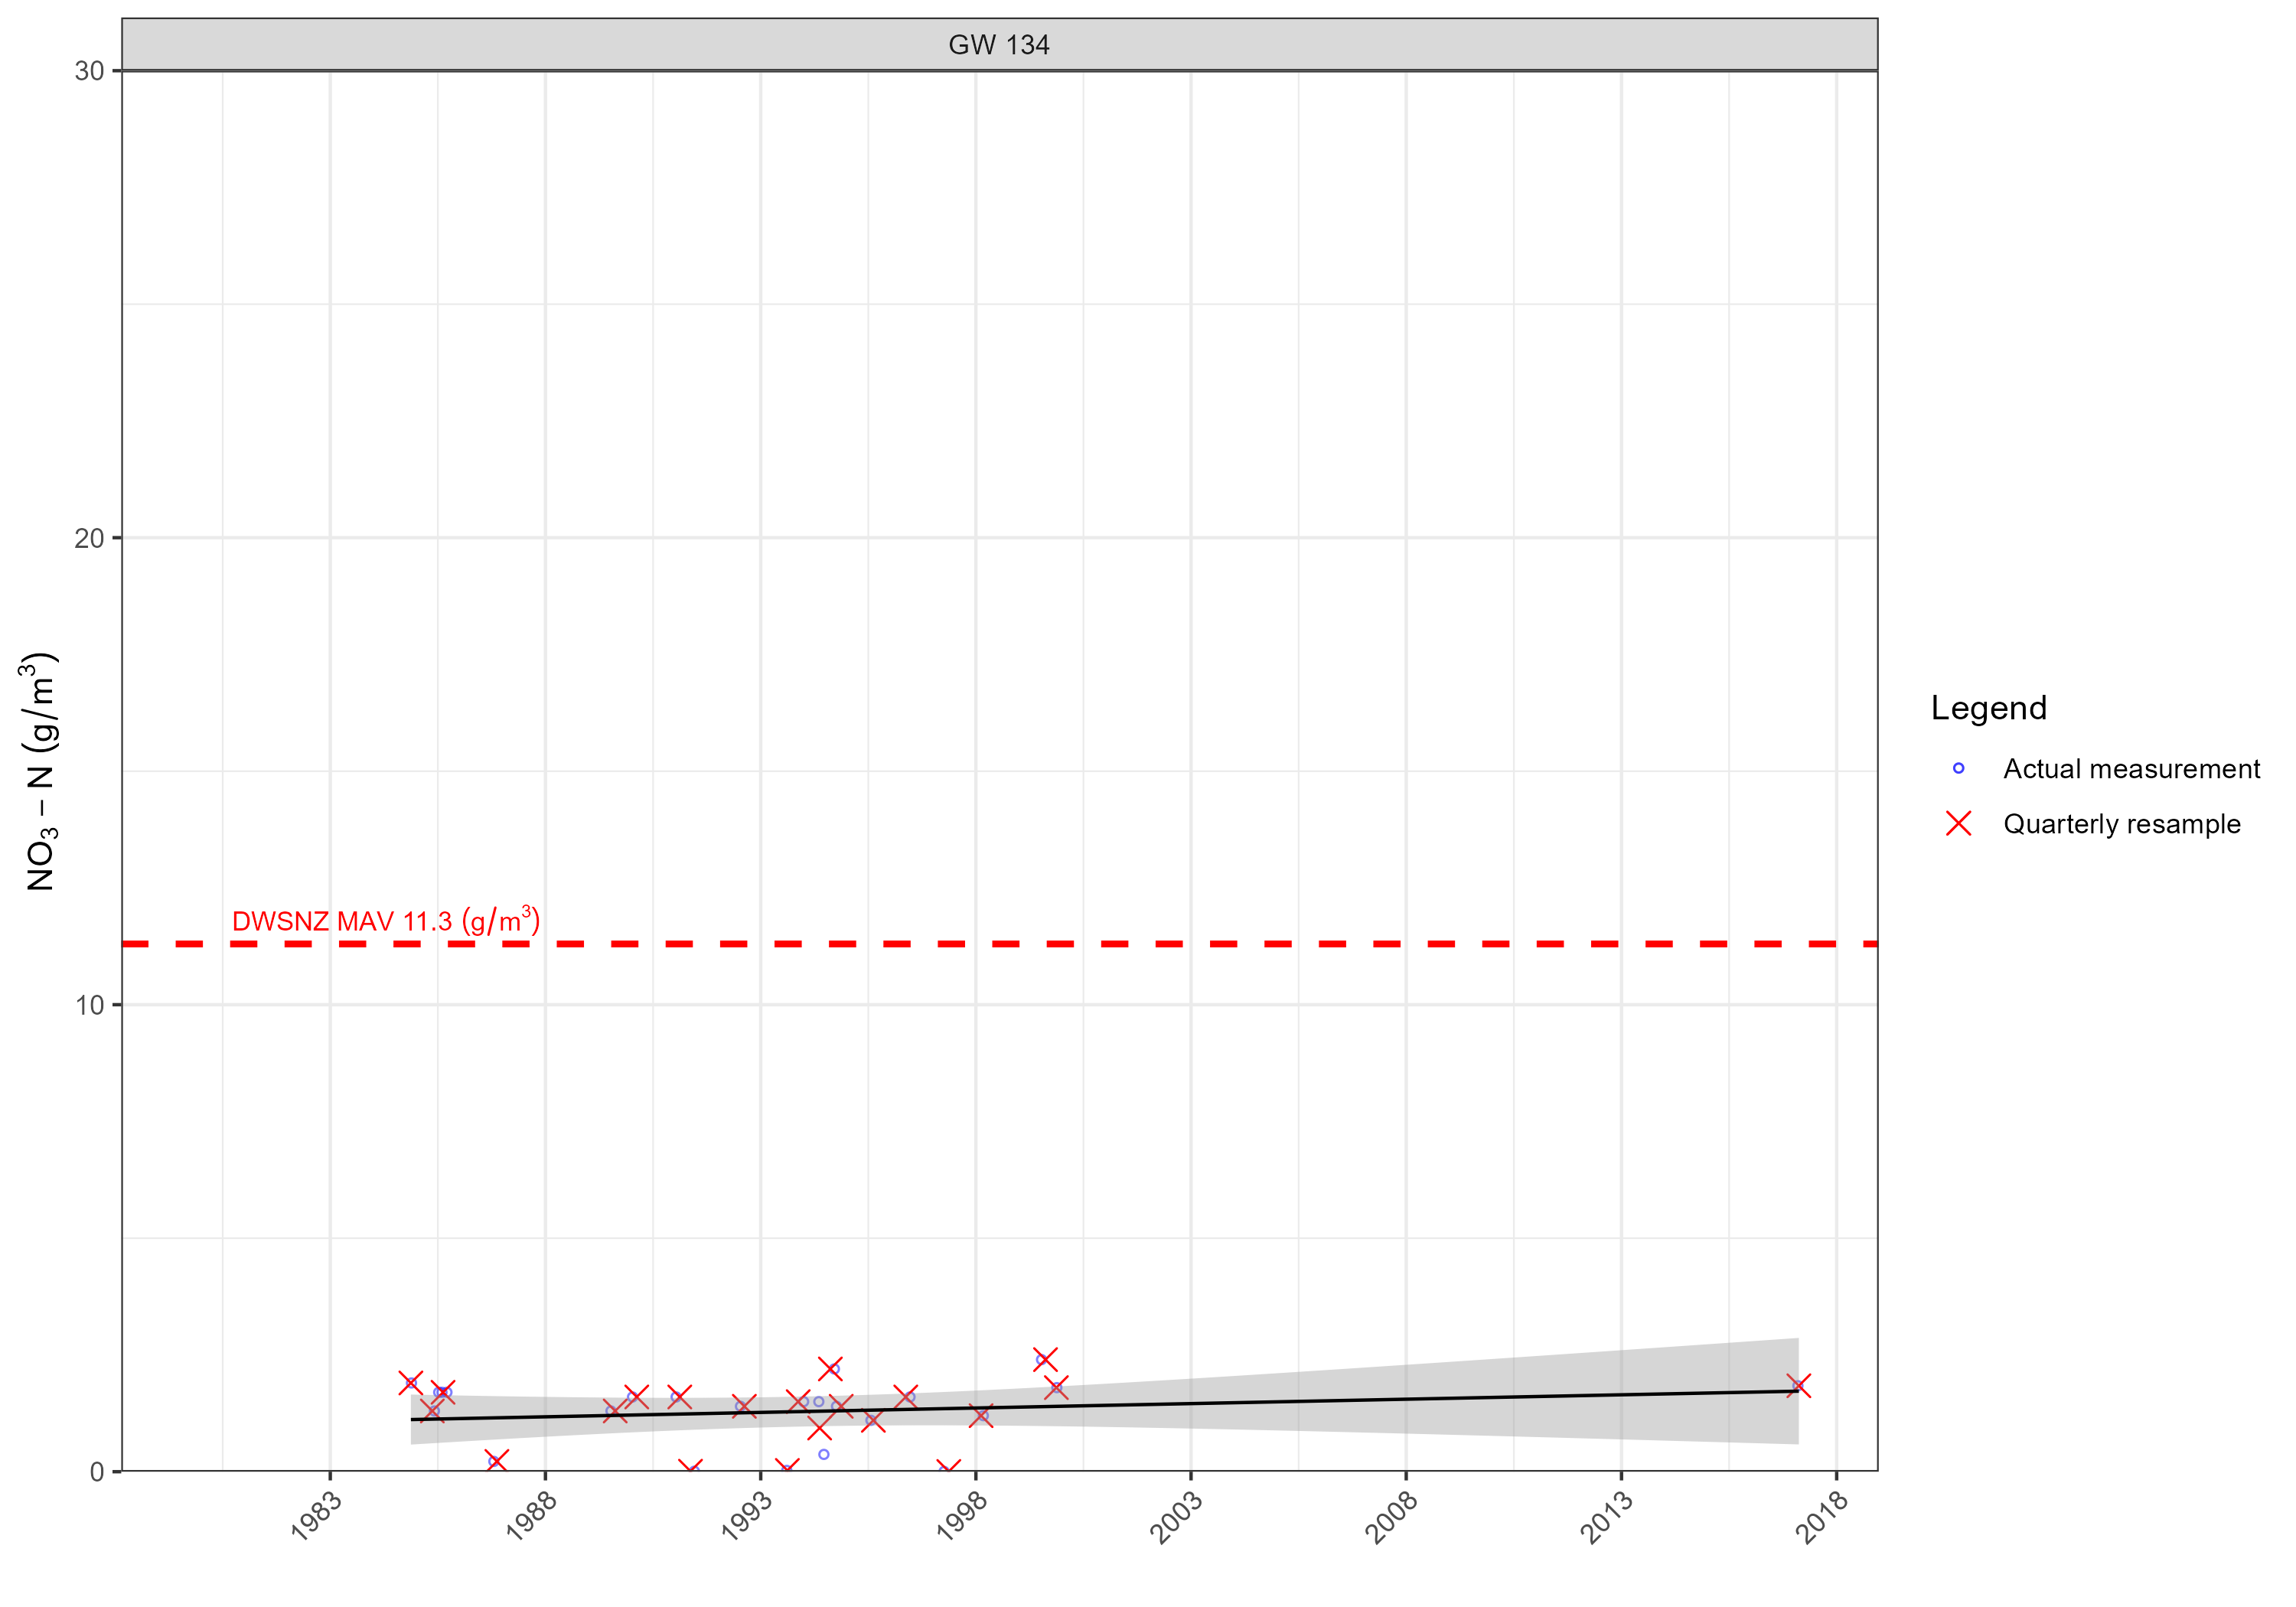 GW 134
30
20
10
0
NO₃ – N (g/m³)
DWSNZ MAV 11.3 (g/m³)
1983
1988
1993
1998
2003
2008
2013
2018
Legend
Actual measurement
Quarterly resample